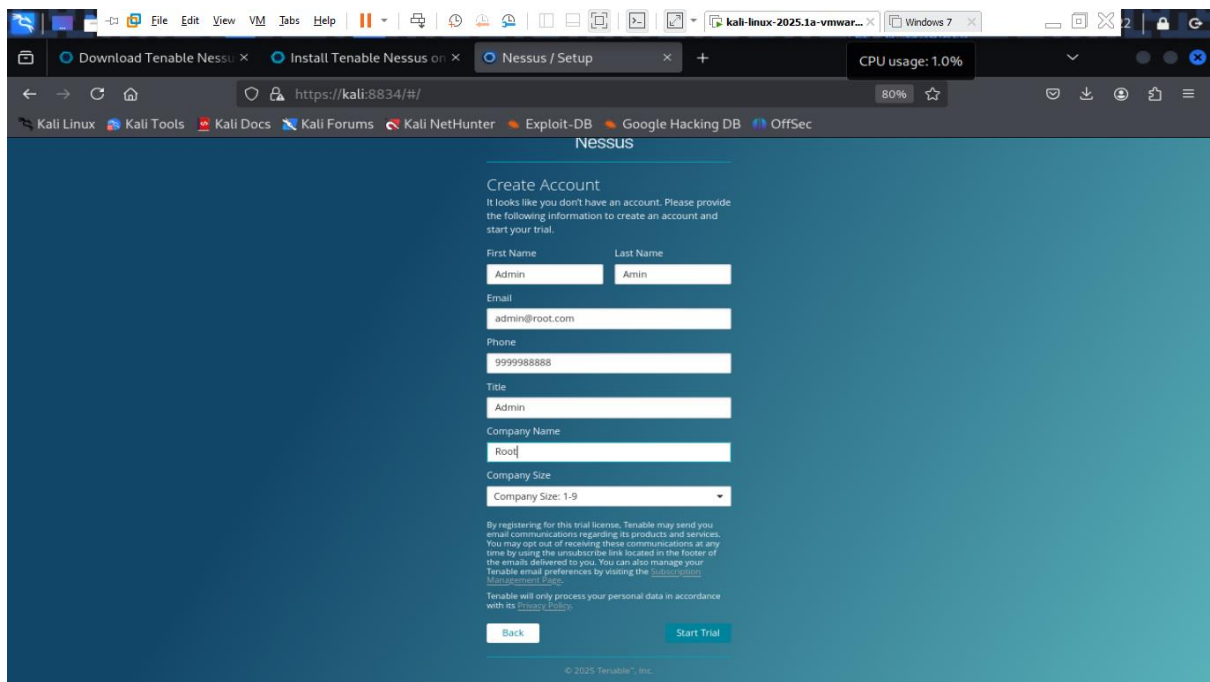 File Edit View VM Tabs Help kali-linux-2025.1a-vmwar... Windows 7
Download Tenable Nessu Install Tenable Nessus on Nessus / Setup CPU usage: 1.0%
https://kali:8834/#/ 80%
Kali Linux Kali Tools Kali Docs Kali Forums Kali NetHunter Exploit-DB Google Hacking DB OffSec
Nessus
Create Account
It looks like you don't have an account. Please provide
the following information to create an account and
start your trial.
First Name Last Name
Admin Amin
Email
admin@root.com
Phone
9999988888
Title
Admin
Company Name
Root
Company Size
Company Size: 1-9
By registering for this trial license, Tenable may send you
email communications regarding its products and services.
You may opt out of receiving these communications at any
time by using the unsubscribe link located in the footer of
the emails delivered to you. You can also manage your
Tenable email preferences by visiting the Subscription
Management Page.
Tenable will only process your personal data in accordance
with its Privacy Policy.
Back Start Trial
© 2025 Tenable™, Inc.